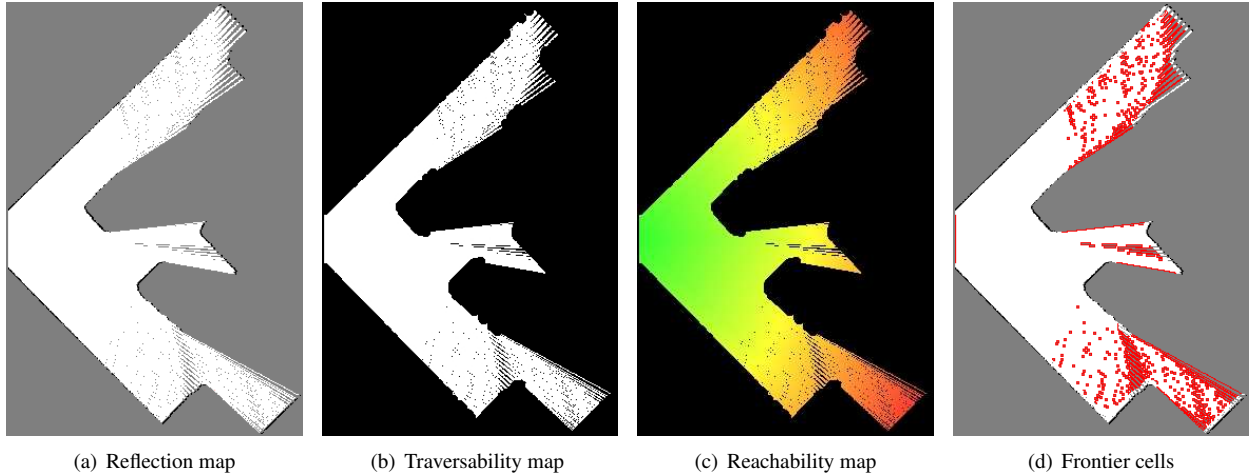 (a) Reflection map
(b) Traversability map
(c) Reachability map
(d) Frontier cells